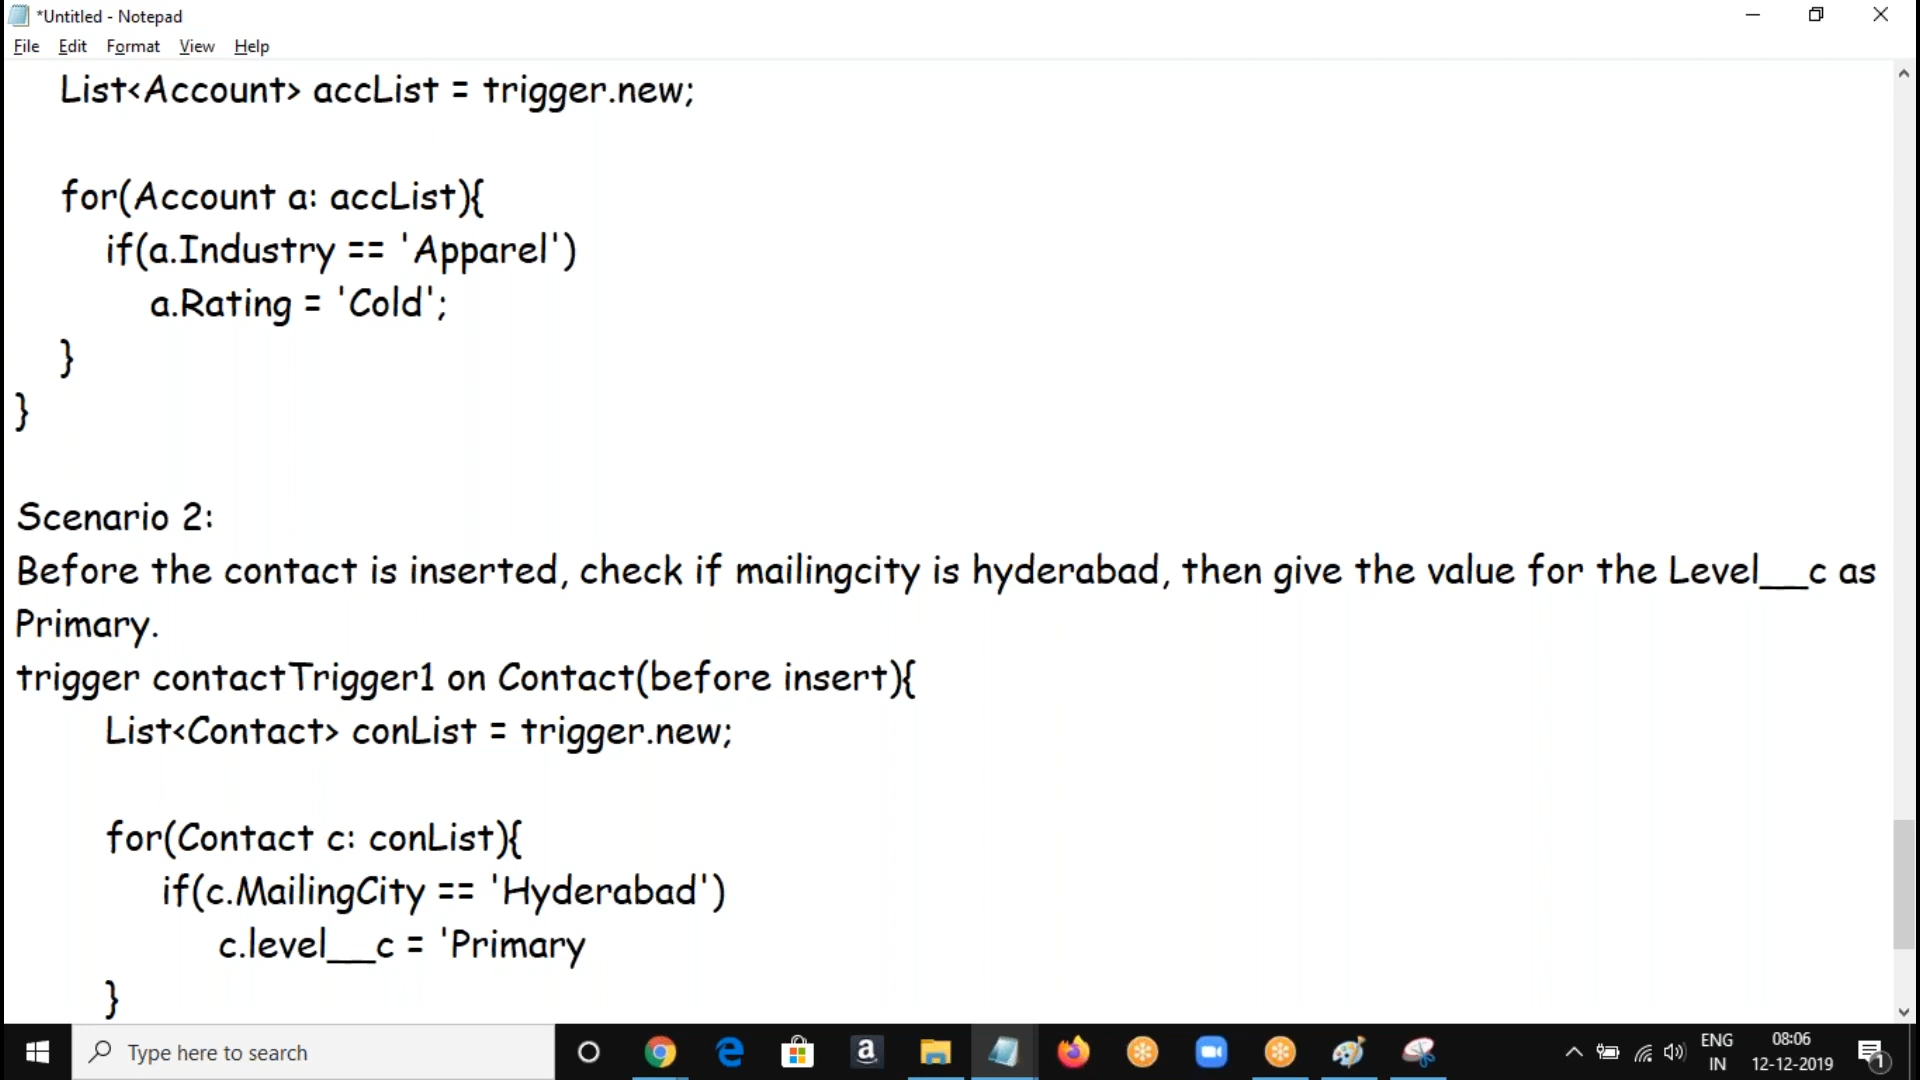 *Untitled - Notepad
File Edit Format View Help
List<Account> accList = trigger.new;
for(Account a: accList){
if(a.Industry == 'Apparel')
a.Rating = 'Cold';
}
}
Scenario 2:
Before the contact is inserted, check if mailingcity is hyderabad, then give the value for the Level__c as
Primary.
trigger contactTrigger1 on Contact(before insert){
List<Contact> conList = trigger.new;
for(Contact c: conList){
if(c.MailingCity == 'Hyderabad')
c.level__c = 'Primary
}
Type here to search
a
ENG
IN
08:06
12-12-2019
1